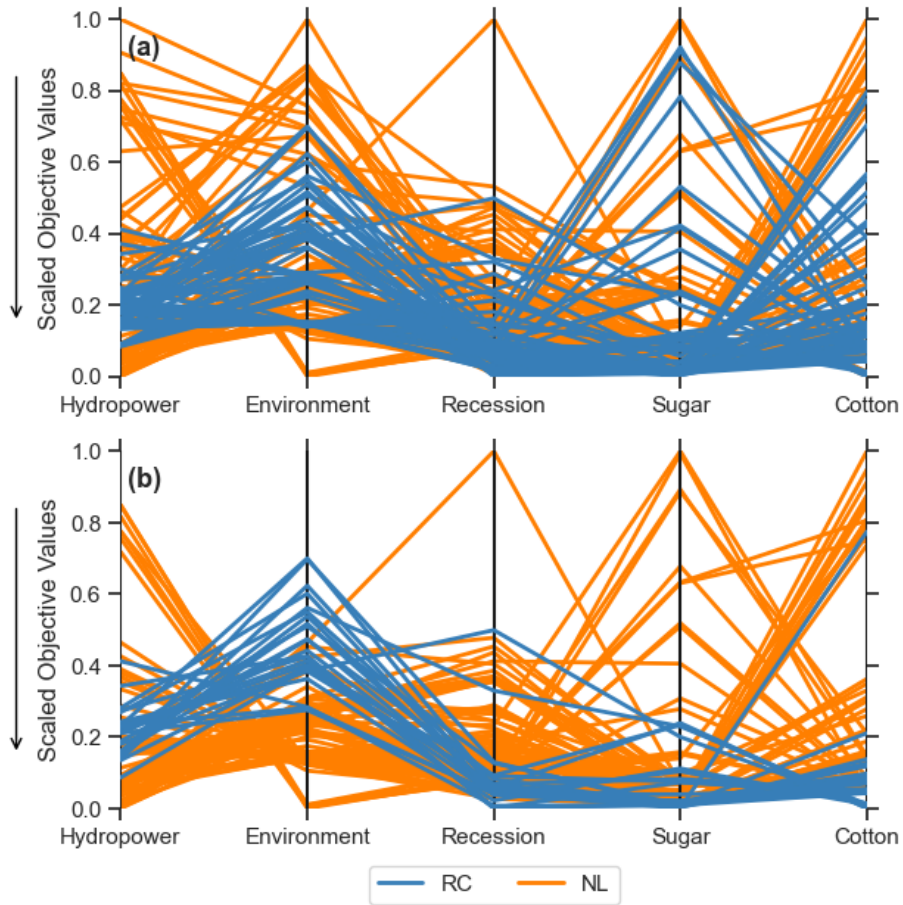 1.0
(a)
0.8
0.6
0.4
0.2
0.0
Scaled Objective Values
Hydropower Environment Recession Sugar Cotton
1.0
(b)
0.8
0.6
0.4
0.2
0.0
Scaled Objective Values
Hydropower Environment Recession Sugar Cotton
RC NL